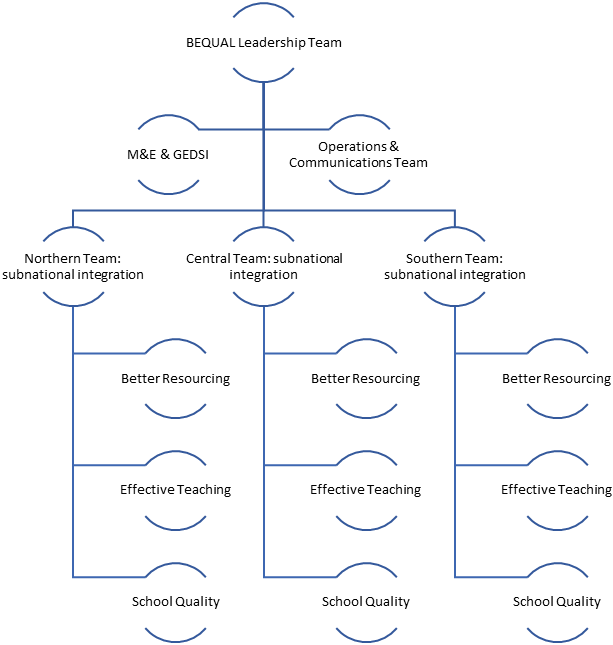 BEQUAL Leadership Team
M&E & GEDSI
Operations &
Communications Team
Northern Team:
subnational integration
Central Team: subnational
integration
Southern Team:
subnational integration
Better Resourcing
Better Resourcing
Better Resourcing
Effective Teaching
Effective Teaching
Effective Teaching
School Quality
School Quality
School Quality